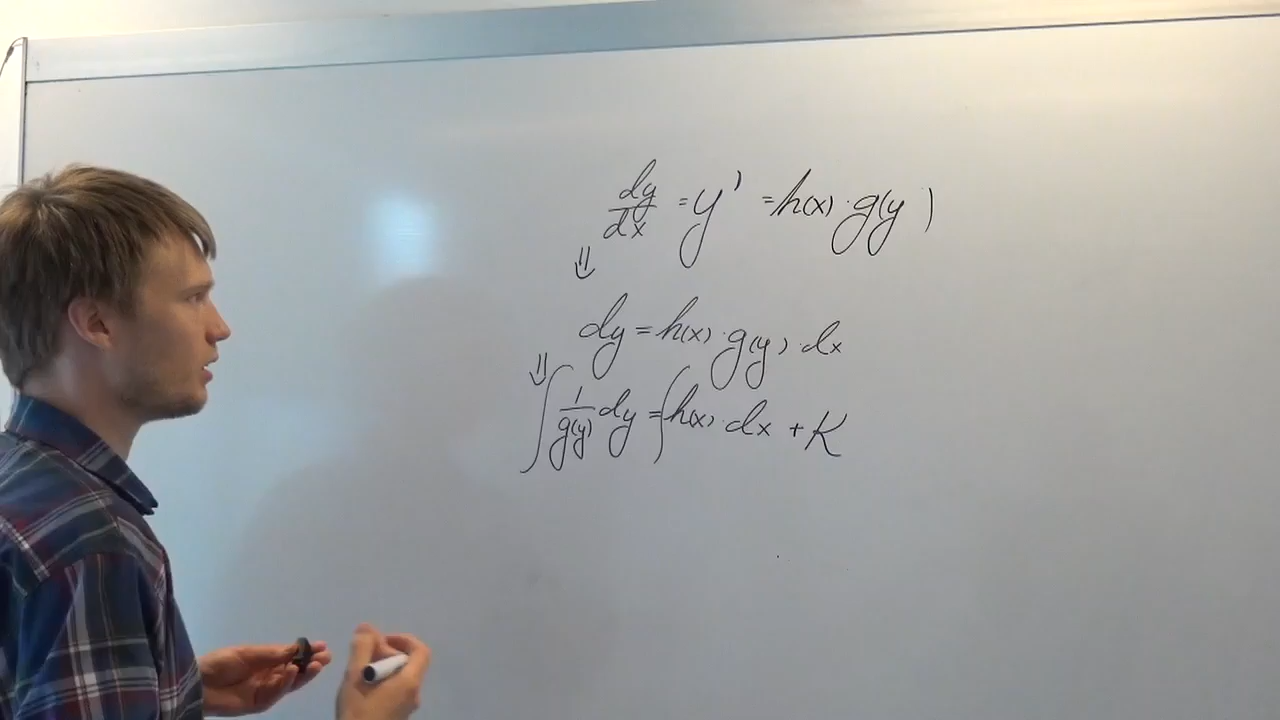 dy/dx = y' = h(x) · g(y)
⇓
dy = h(x) · g(y) · dx
⇓
∫ 1/g(y) dy = ∫ h(x) · dx + K